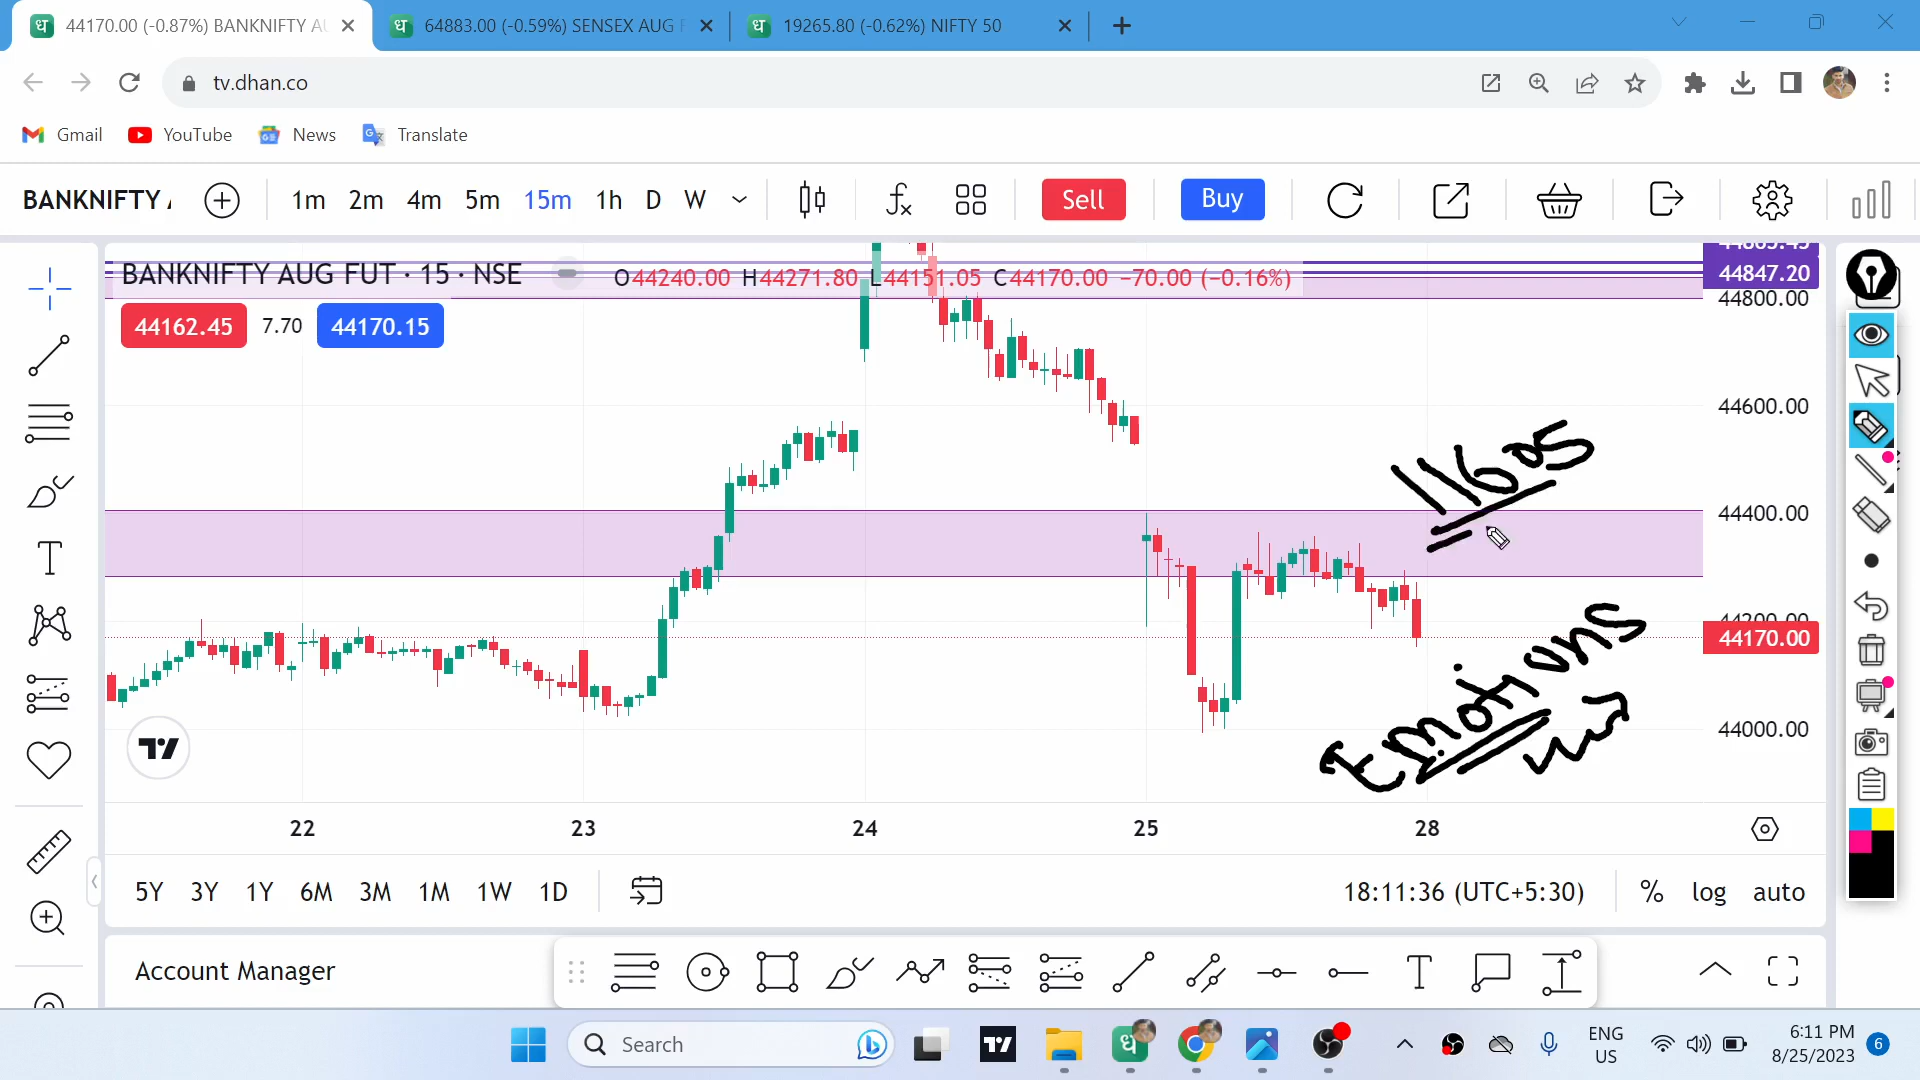 44170.00 (-0.87%) BANKNIFTY AU
64883.00 (-0.59%) SENSEX AUG F
19265.80 (-0.62%) NIFTY 50
tv.dhan.co
Gmail YouTube News Translate
BANKNIFTY 1m 2m 4m 5m 15m 1h D W Sell Buy
BANKNIFTY AUG FUT · 15 · NSE O44240.00 H44271.80 L44151.05 C44170.00 −70.00 (−0.16%)
44162.45 7.70 44170.15
44847.20
44800.00
44600.00
11605
44400.00
44200.00
44170.00
Emotions
44000.00
22 23 24 25 28
5Y 3Y 1Y 6M 3M 1M 1W 1D 18:11:36 (UTC+5:30) % log auto
Account Manager
Search
ENG
US
6:11 PM
8/25/2023
6